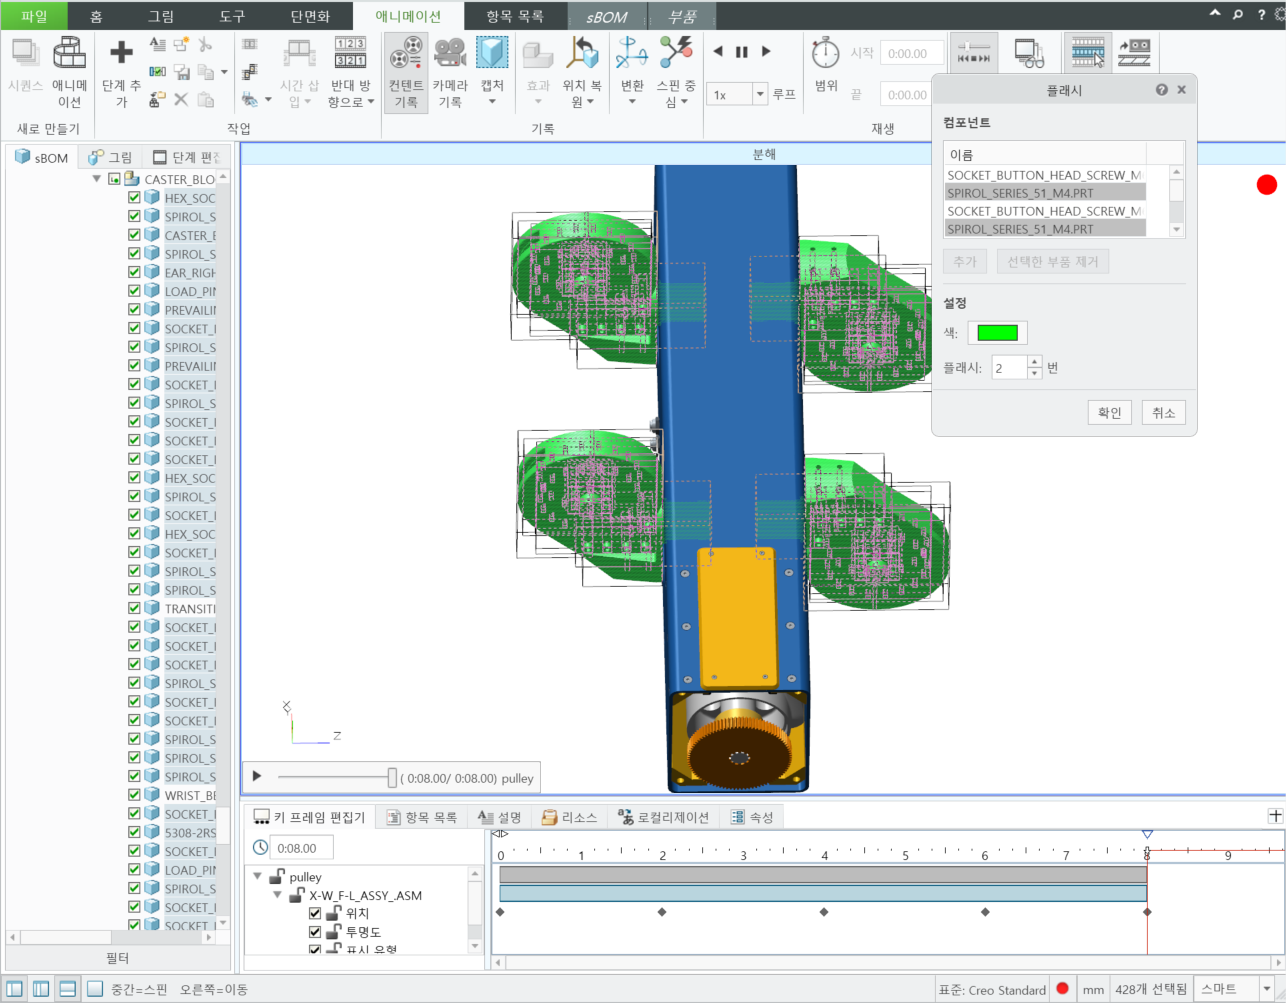 파일 홈 그림 도구 단면화 애니메이션 항목 목록 sBOM 부품
시퀀스
애니메이션
새로 만들기
단계 추가
시간 삽입
반대 방향으로
작업
컨텐트 기록
카메라 기록
캡처
효과
위치 복원
변환
스핀 중심
기록
1x
루프
범위
시작 0:00.00
끝 0:00.00
재생
sBOM 그림 단계 편집
CASTER_BLO
HEX_SOC
SPIROL_S
CASTER_B
SPIROL_S
EAR_RIGH
LOAD_PIN
PREVAILIN
SOCKET_I
SPIROL_S
PREVAILIN
SOCKET_I
SPIROL_S
SOCKET_I
SOCKET_I
SOCKET_I
HEX_SOC
SPIROL_S
SOCKET_I
HEX_SOC
SOCKET_I
SPIROL_S
SPIROL_S
TRANSITI
SOCKET_I
SOCKET_I
SOCKET_I
SPIROL_S
SOCKET_I
SOCKET_I
SPIROL_S
SPIROL_S
SPIROL_S
WRIST_BE
SOCKET_I
5308-2RS
SOCKET_I
LOAD_PIN
SPIROL_S
SOCKET_I
SOCKET_I
필터
분해
X
Z
( 0:08.00/ 0:08.00) pulley
플래시
컴포넌트
이름
SOCKET_BUTTON_HEAD_SCREW_M
SPIROL_SERIES_51_M4.PRT
SOCKET_BUTTON_HEAD_SCREW_M
SPIROL_SERIES_51_M4.PRT
추가 선택한 부품 제거
설정
색:
플래시: 2 번
확인 취소
키 프레임 편집기 항목 목록 설명 리소스 로컬리제이션 속성
0:08.00
0 1 2 3 4 5 6 7 8 9
pulley
X-W_F-L_ASSY_ASM
위치
투명도
표시 유형
중간=스핀 오른쪽=이동
표준: Creo Standard mm 428개 선택됨 스마트